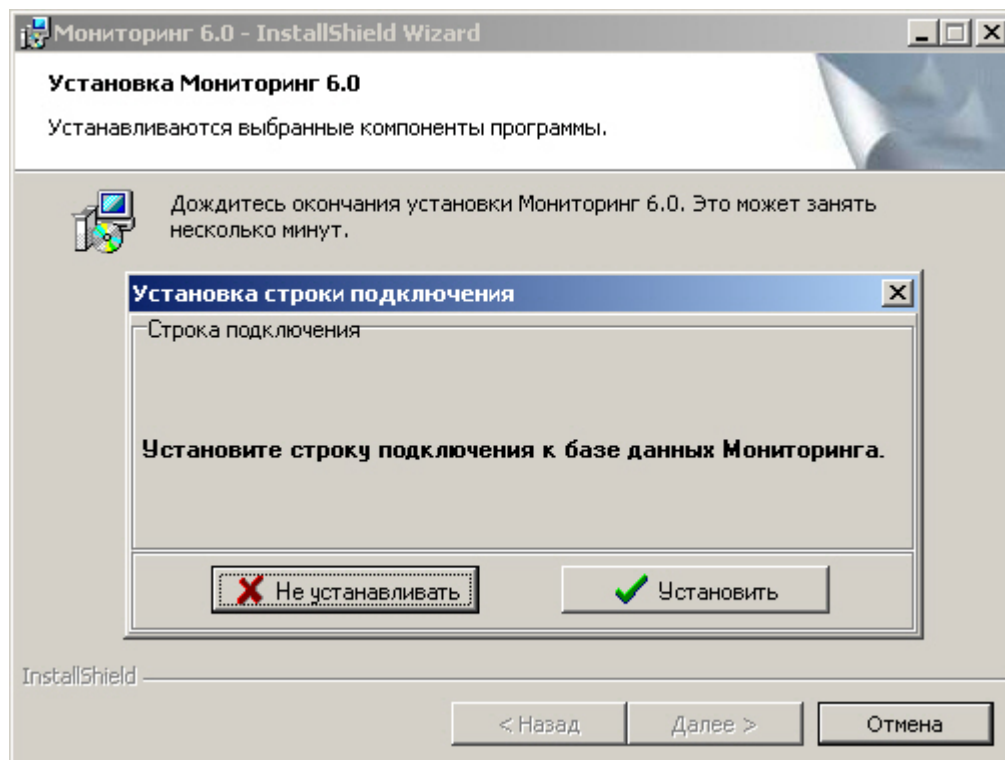 Мониторинг 6.0 - InstallShield Wizard
Установка Мониторинг 6.0
Устанавливаются выбранные компоненты программы.
Дождитесь окончания установки Мониторинг 6.0. Это может занять
несколько минут.
Установка строки подключения
Строка подключения
Установите строку подключения к базе данных Мониторинга.
Не устанавливать
Установить
InstallShield
< Назад
Далее >
Отмена